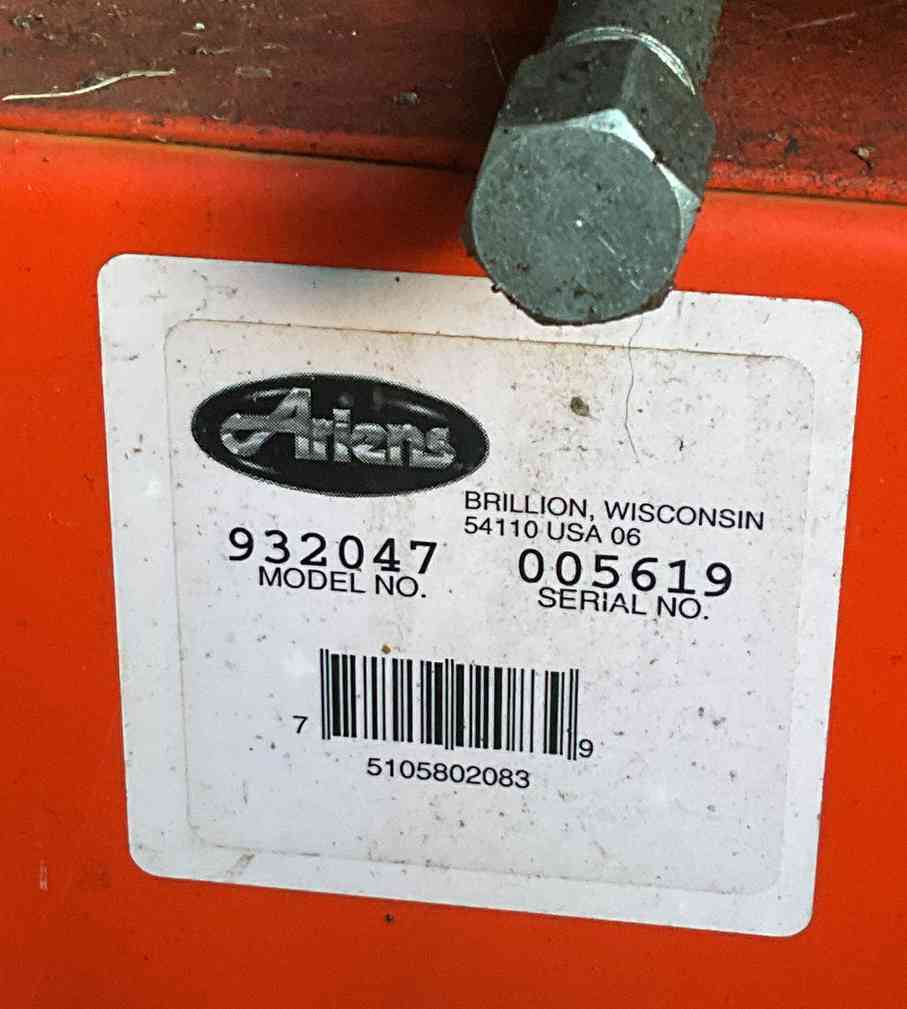 Ariens
BRILLION, WISCONSIN
54110 USA 06
932047 005619
MODEL NO. SERIAL NO.
7 9
5105802083